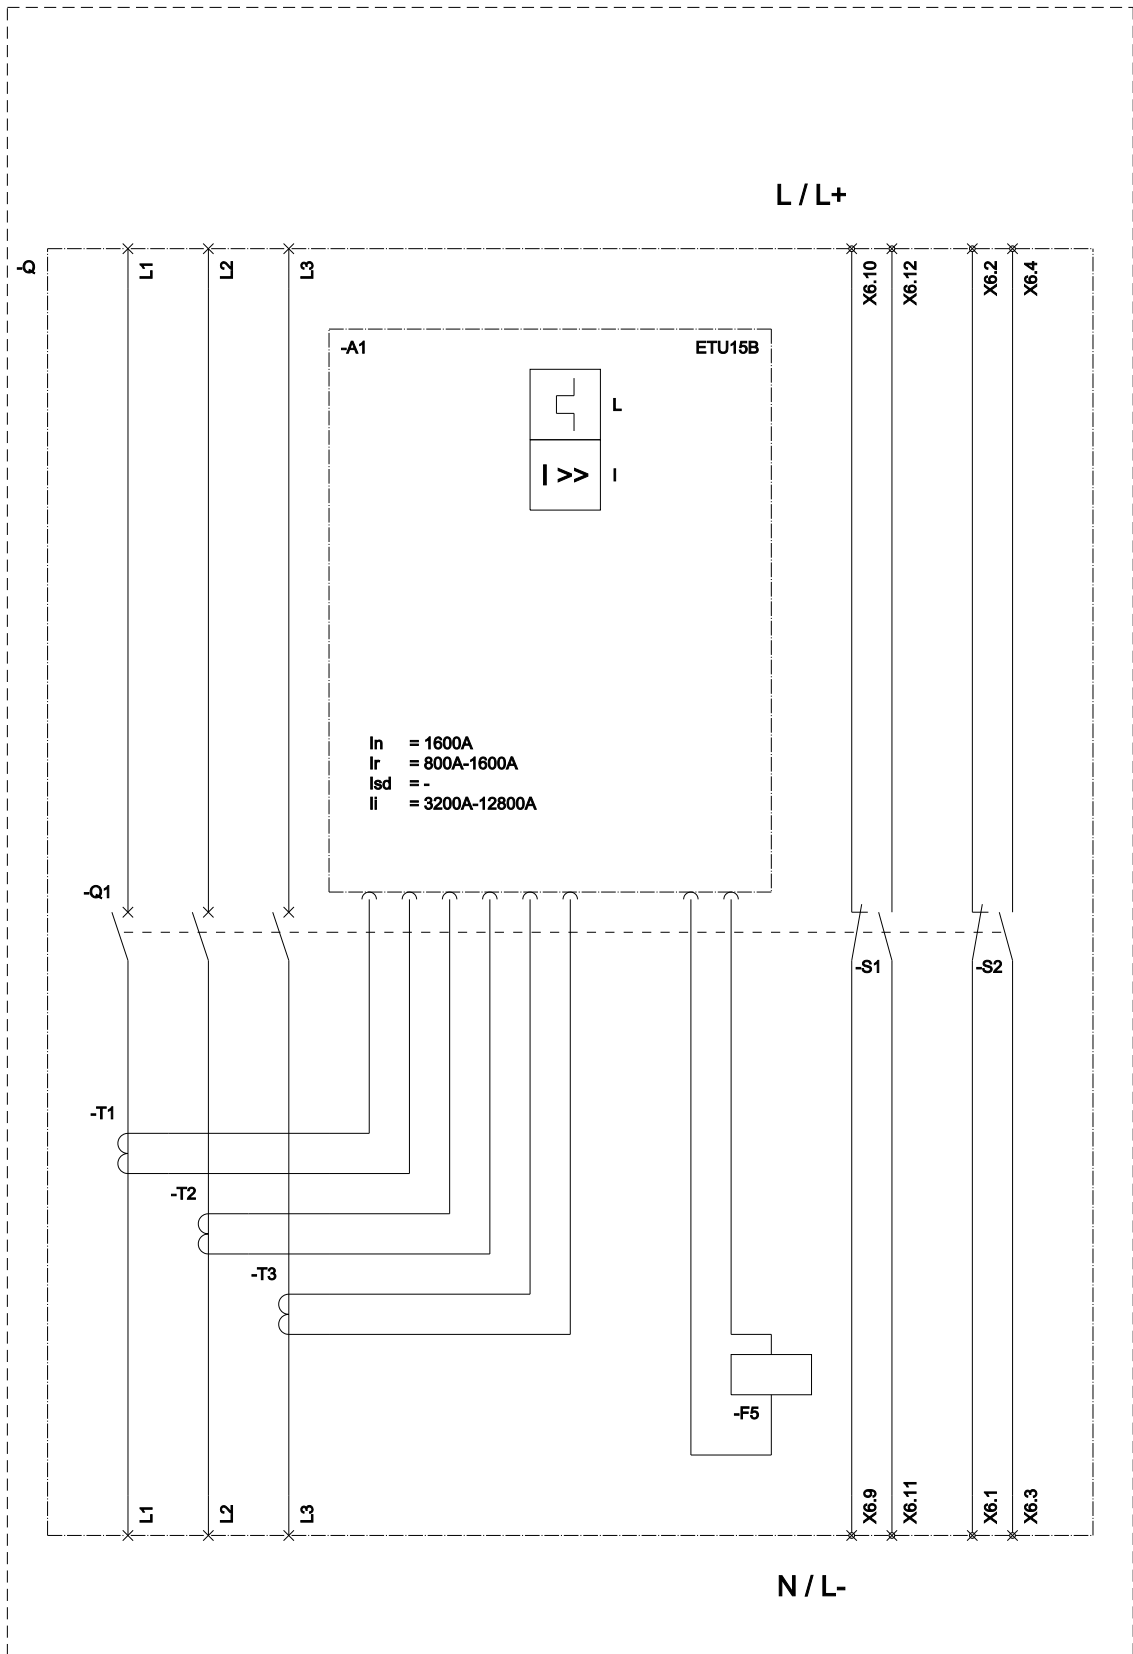 L / L+
-Q
L1
L2
L3
X6.10
X6.12
X6.2
X6.4
-A1 ETU15B
L
I >> I
In = 1600A
Ir = 800A-1600A
Isd = -
Ii = 3200A-12800A
-Q1
-S1
-S2
-T1
-T2
-T3
-F5
L1
L2
L3
X6.9
X6.11
X6.1
X6.3
N / L-